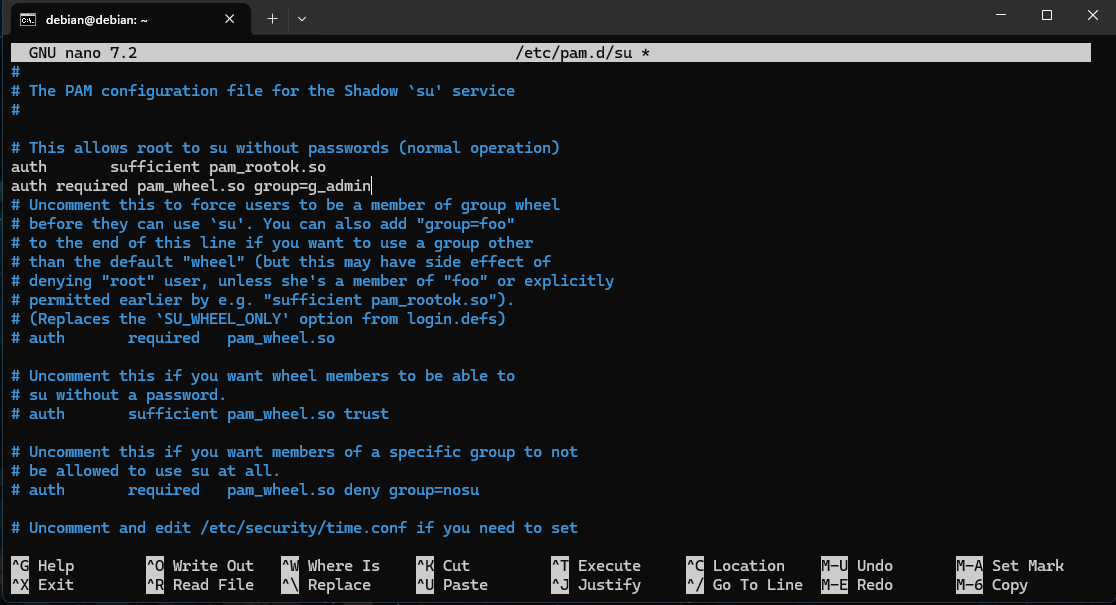 debian@debian: ~
GNU nano 7.2 /etc/pam.d/su *
#
# The PAM configuration file for the Shadow `su' service
#
# This allows root to su without passwords (normal operation)
auth       sufficient pam_rootok.so
auth required pam_wheel.so group=g_admin
# Uncomment this to force users to be a member of group wheel
# before they can use `su'. You can also add "group=foo"
# to the end of this line if you want to use a group other
# than the default "wheel" (but this may have side effect of
# denying "root" user, unless she's a member of "foo" or explicitly
# permitted earlier by e.g. "sufficient pam_rootok.so").
# (Replaces the `SU_WHEEL_ONLY' option from login.defs)
# auth       required   pam_wheel.so
# Uncomment this if you want wheel members to be able to
# su without a password.
# auth       sufficient pam_wheel.so trust
# Uncomment this if you want members of a specific group to not
# be allowed to use su at all.
# auth       required   pam_wheel.so deny group=nosu
# Uncomment and edit /etc/security/time.conf if you need to set
^G Help ^O Write Out ^W Where Is ^K Cut ^T Execute ^C Location M-U Undo M-A Set Mark
^X Exit ^R Read File ^\ Replace ^U Paste ^J Justify ^/ Go To Line M-E Redo M-6 Copy